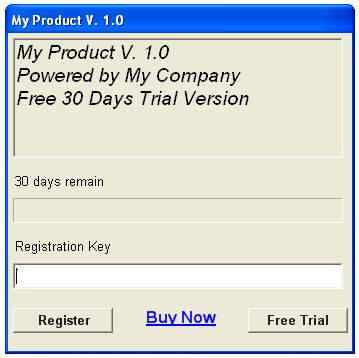 My Product V. 1.0
My Product V. 1.0
Powered by My Company
Free 30 Days Trial Version
30 days remain
Registration Key
Register
Buy Now
Free Trial